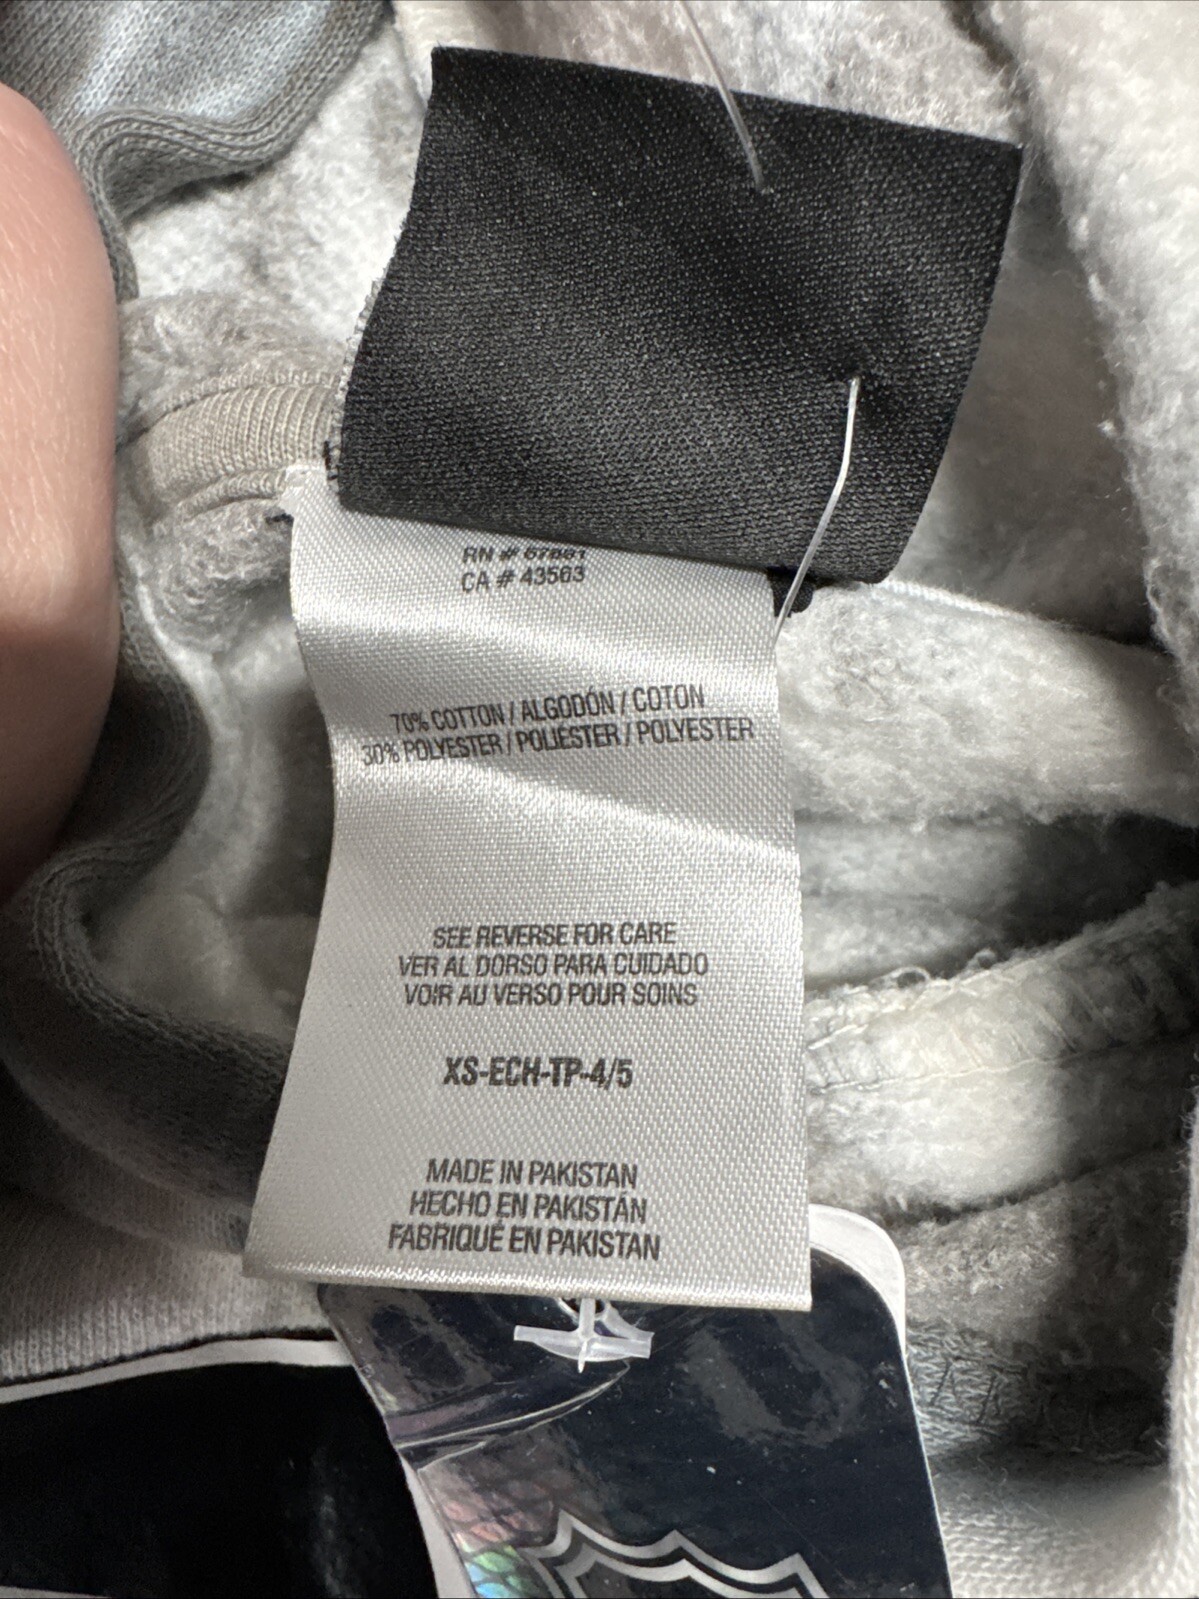 RN #
CA # 43563
70% COTTON / ALGODÓN / COTON
30% POLYESTER / POLIÉSTER / POLYESTER
SEE REVERSE FOR CARE
VER AL DORSO PARA CUIDADO
VOIR AU VERSO POUR SOINS
XS-ECH-TP-4/5
MADE IN PAKISTAN
HECHO EN PAKISTÁN
FABRIQUÉ EN PAKISTAN